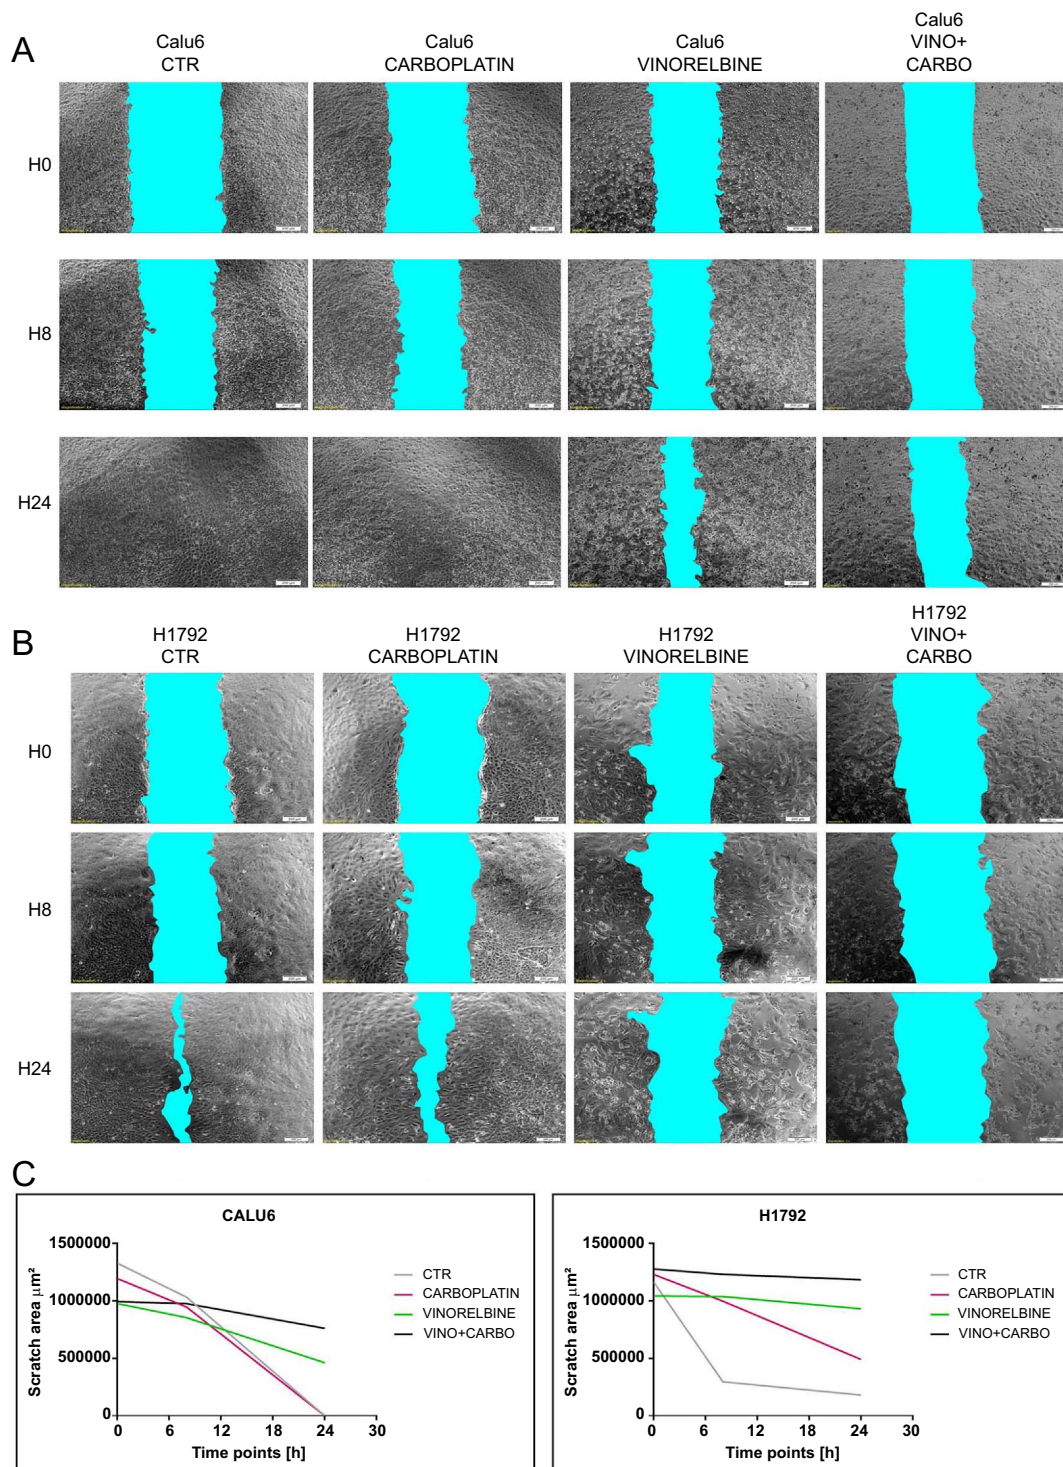 A
Calu6
CTR
Calu6
CARBOPLATIN
Calu6
VINORELBINE
Calu6
VINO+
CARBO
H0
H8
H24
B
H1792
CTR
H1792
CARBOPLATIN
H1792
VINORELBINE
H1792
VINO+
CARBO
H0
H8
H24
C
CALU6
Scratch area µm²
1500000
1000000
500000
0
0 6 12 18 24 30
Time points [h]
CTR
CARBOPLATIN
VINORELBINE
VINO+CARBO
H1792
Scratch area µm²
1500000
1000000
500000
0
0 6 12 18 24 30
Time points [h]
CTR
CARBOPLATIN
VINORELBINE
VINO+CARBO